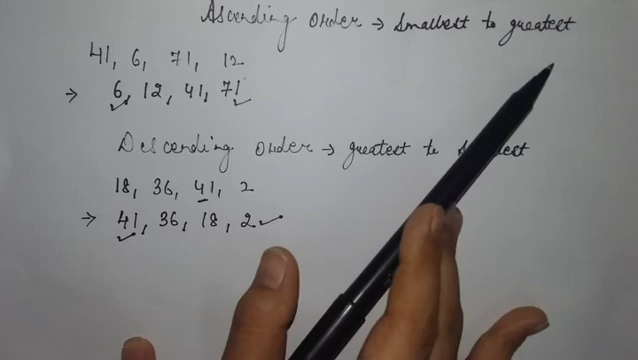 Ascending order → Smallest to greatest
41, 6, 71, 12
→ 6, 12, 41, 71
Descending order → greatest to
18, 36, 41, 2
→ 41, 36, 18, 2